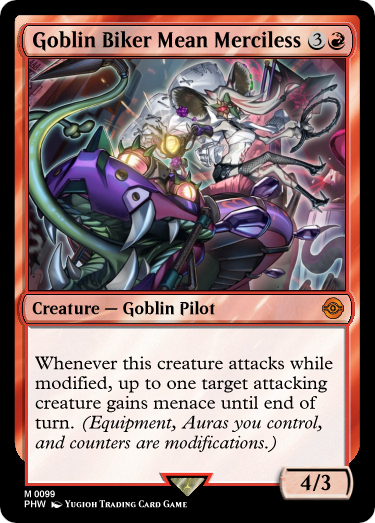 Goblin Biker Mean Merciless 3
Creature — Goblin Pilot
Whenever this creature attacks while
modified, up to one target attacking
creature gains menace until end of
turn. (Equipment, Auras you control,
and counters are modifications.)
4/3
M 0099
PHW Yugioh Trading Card Game